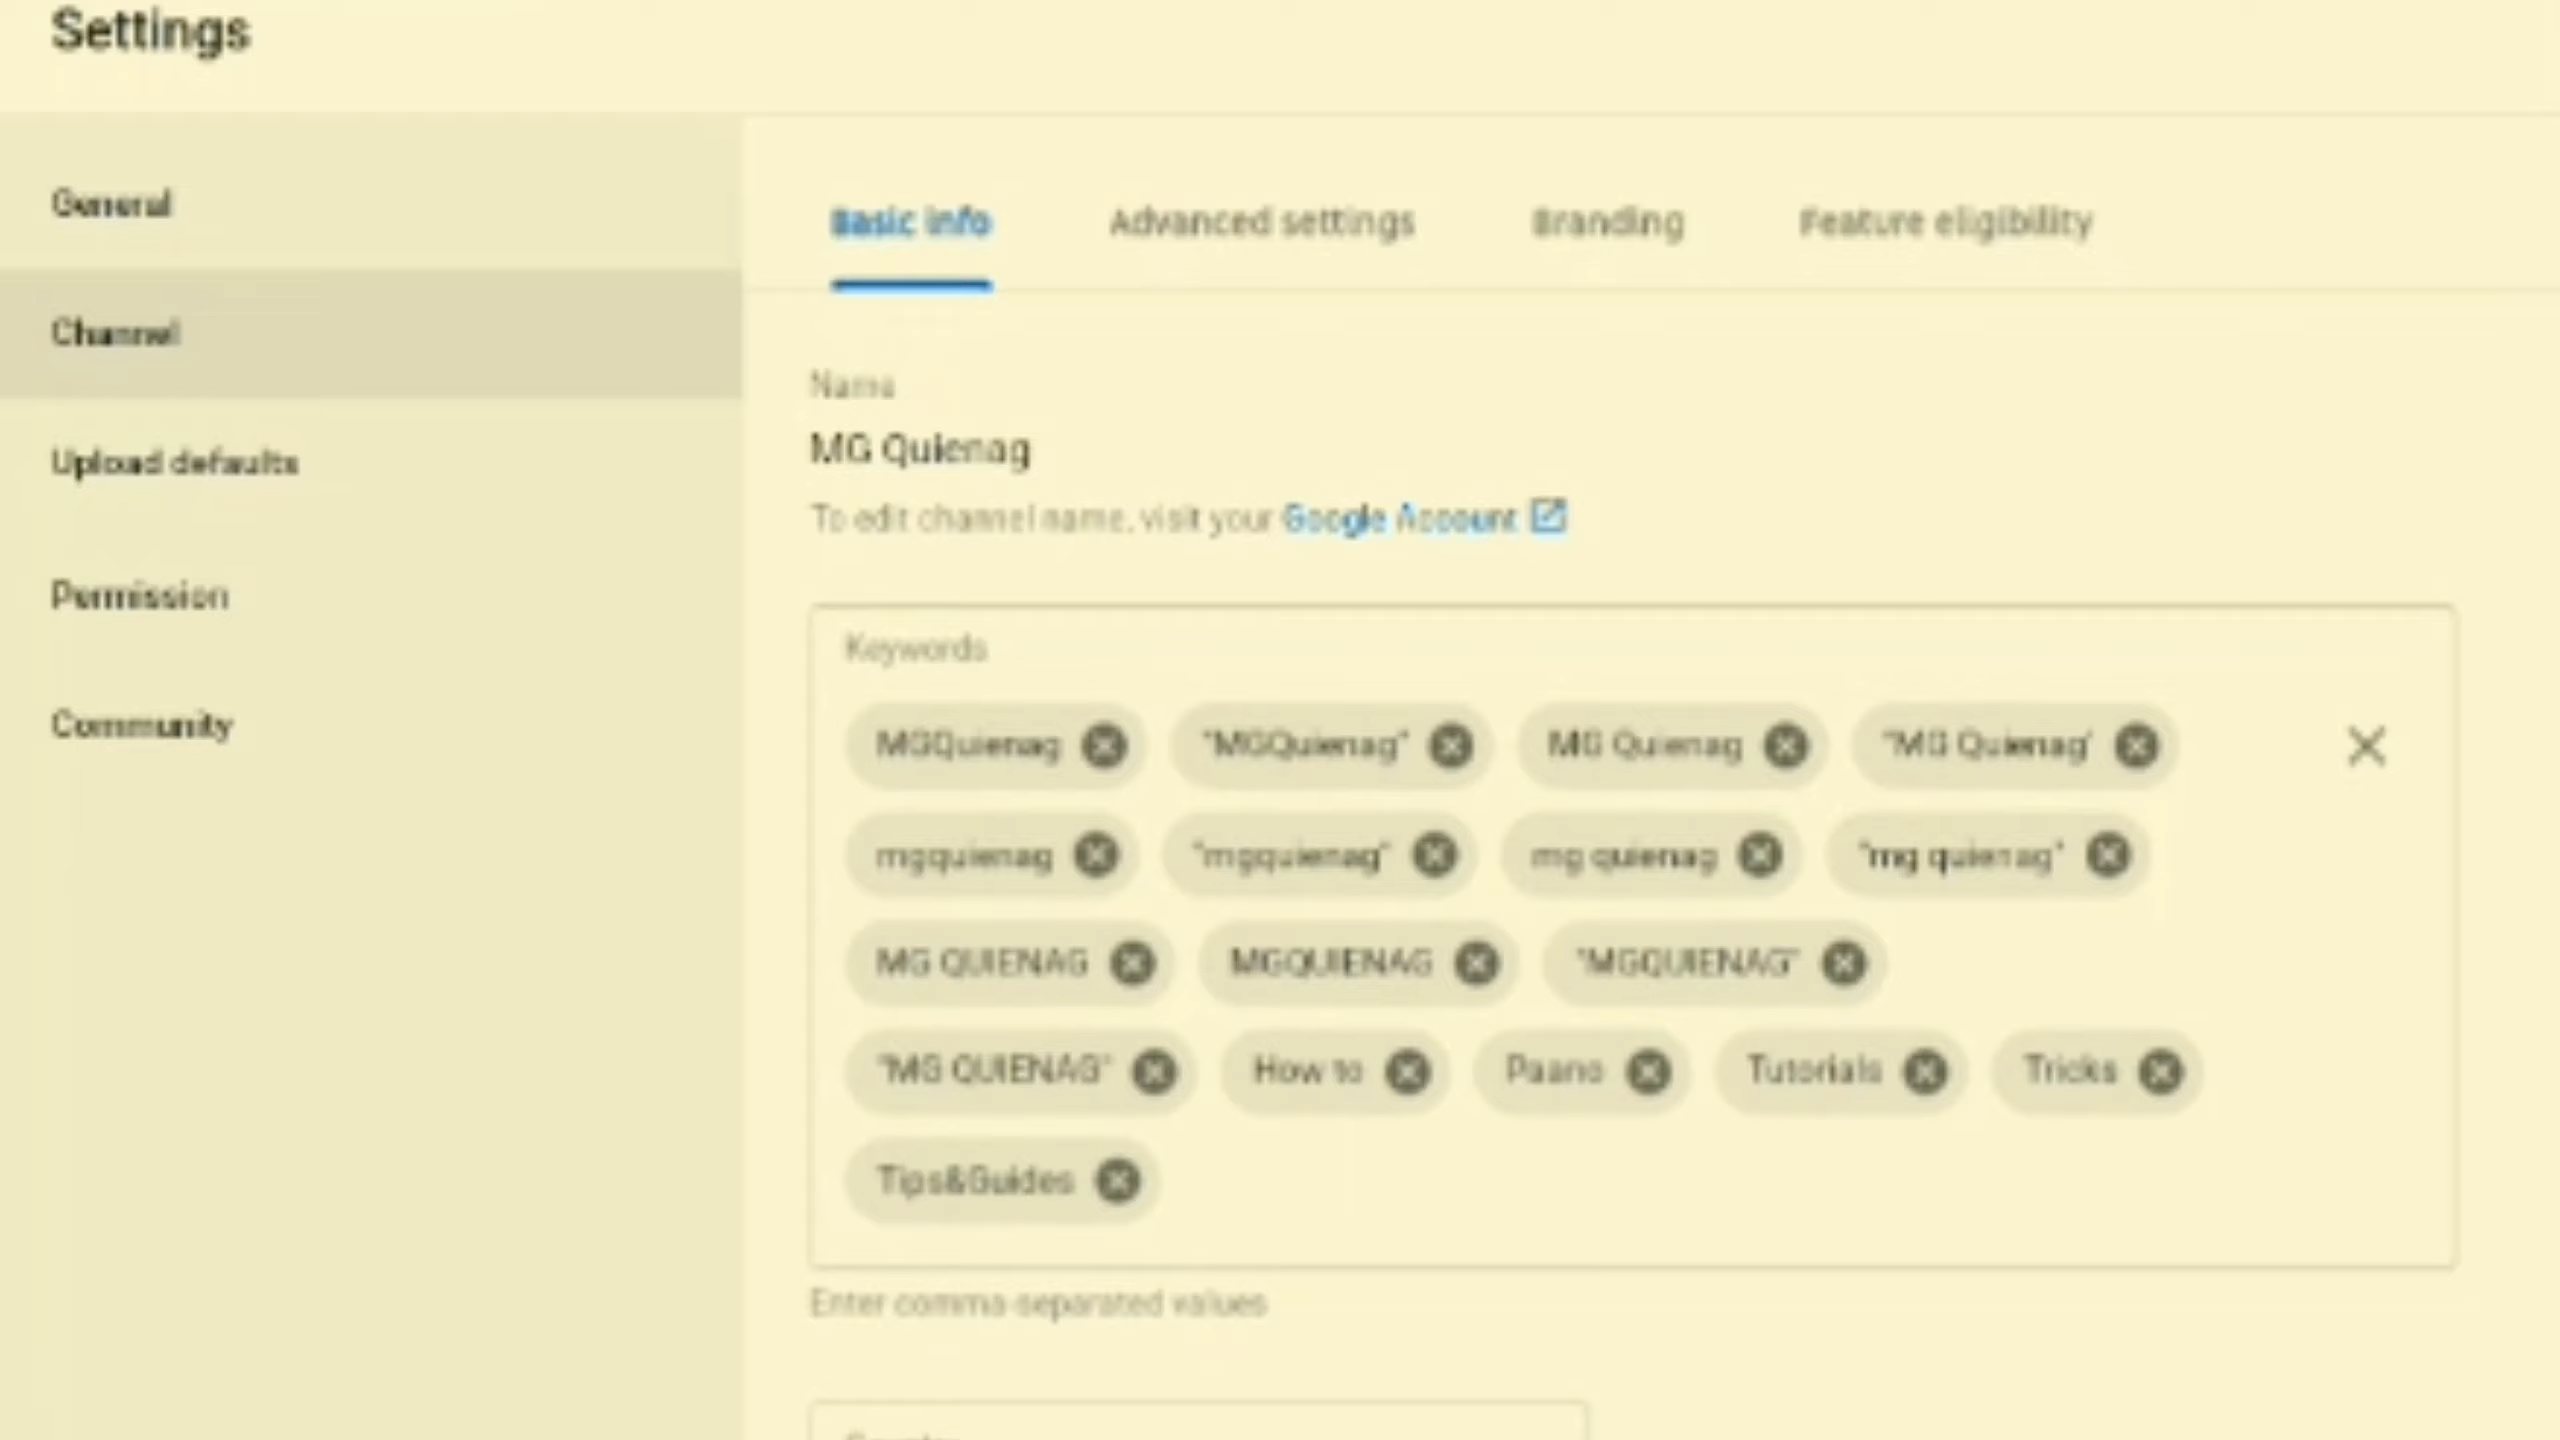 Settings
General
Channel
Upload defaults
Permission
Community
Basic info Advanced settings Branding Feature eligibility
Name
MG Quienag
To edit channel name, visit your Google Account
Keywords
MGQuienag "MGQuienag" MG Quienag "MG Quienag"
mgquienag "mgquienag" mg quienag "mg quienag"
MG QUIENAG MGQUIENAG "MGQUIENAG"
"MG QUIENAG" How to Paano Tutorials Tricks
Tips&Guides
Enter comma-separated values